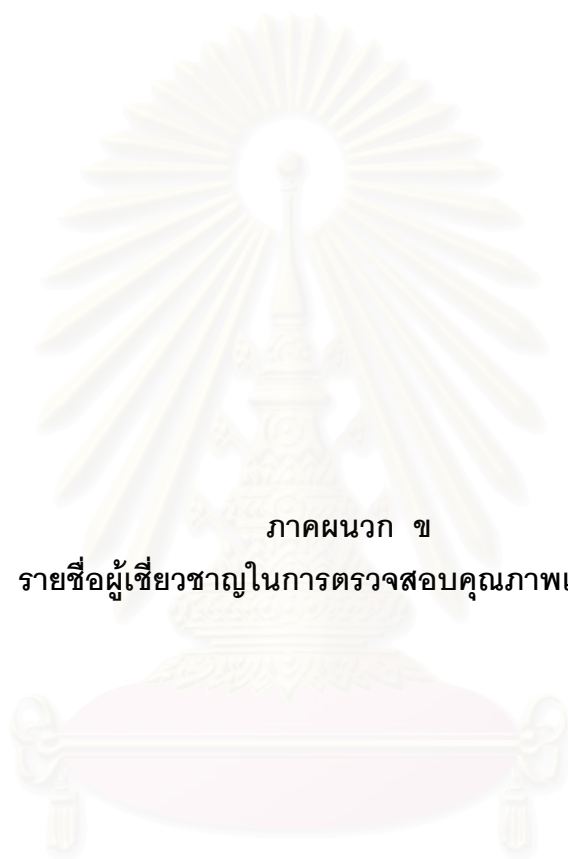 ภาคผนวก ข
รายชื่อผู้เชี่ยวชาญในการตรวจสอบคุณภาพ